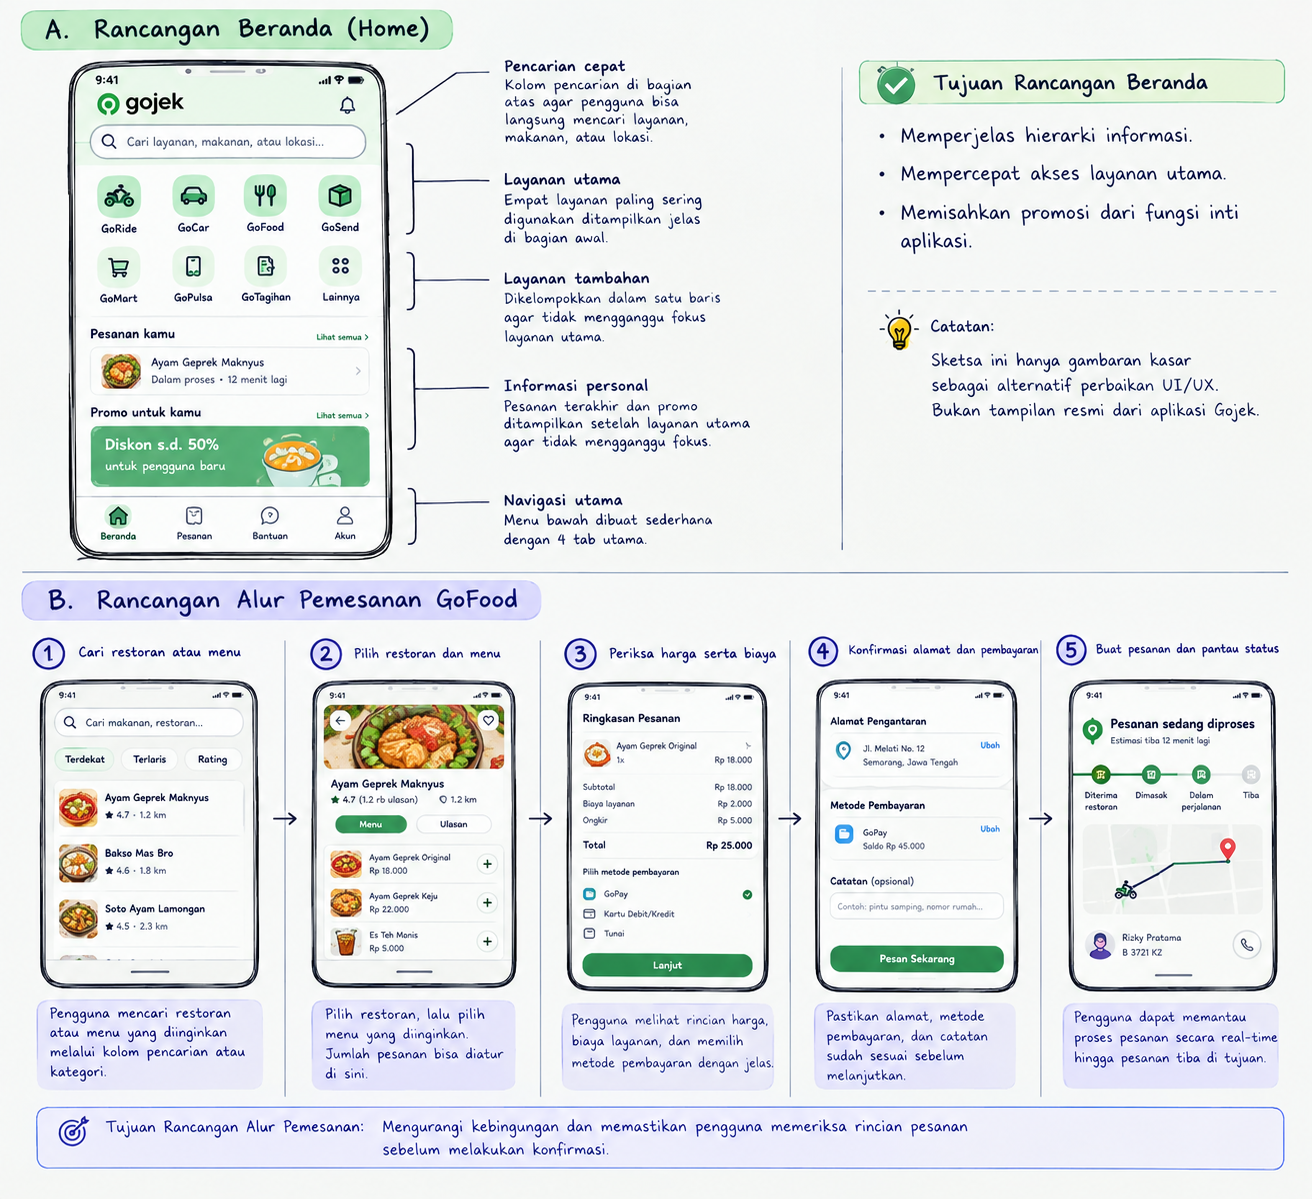 A. Rancangan Beranda (Home)
9:41
gojek
Cari layanan, makanan, atau lokasi...
GoRide GoCar GoFood GoSend
GoMart GoPulsa GoTagihan Lainnya
Pesanan kamu Lihat semua >
Ayam Geprek Maknyus
Dalam proses • 12 menit lagi
Promo untuk kamu Lihat semua >
Diskon s.d. 50%
untuk pengguna baru
Beranda Pesanan Bantuan Akun
Pencarian cepat
Kolom pencarian di bagian
atas agar pengguna bisa
langsung mencari layanan,
makanan, atau lokasi.
Layanan utama
Empat layanan paling sering
digunakan ditampilkan jelas
di bagian awal.
Layanan tambahan
Dikelompokkan dalam satu baris
agar tidak mengganggu fokus
layanan utama.
Informasi personal
Pesanan terakhir dan promo
ditampilkan setelah layanan utama
agar tidak mengganggu fokus.
Navigasi utama
Menu bawah dibuat sederhana
dengan 4 tab utama.
Tujuan Rancangan Beranda
• Memperjelas hierarki informasi.
• Mempercepat akses layanan utama.
• Memisahkan promosi dari fungsi inti
aplikasi.
Catatan:
Sketsa ini hanya gambaran kasar
sebagai alternatif perbaikan UI/UX.
Bukan tampilan resmi dari aplikasi Gojek.
B. Rancangan Alur Pemesanan GoFood
1 Cari restoran atau menu
9:41
Cari makanan, restoran...
Terdekat Terlaris Rating
Ayam Geprek Maknyus
★ 4.7 · 1.2 km
Bakso Mas Bro
★ 4.6 · 1.8 km
Soto Ayam Lamongan
★ 4.5 · 2.3 km
Pengguna mencari restoran
atau menu yang diinginkan
melalui kolom pencarian atau
kategori.
2 Pilih restoran dan menu
9:41
Ayam Geprek Maknyus
★ 4.7 (1.2 rb ulasan) 1.2 km
Menu Ulasan
Ayam Geprek Original
Rp 18.000
Ayam Geprek Keju
Rp 22.000
Es Teh Manis
Rp 5.000
Pilih restoran, lalu pilih
menu yang diinginkan.
Jumlah pesanan bisa diatur
di sini.
3 Periksa harga serta biaya
9:41
Ringkasan Pesanan
Ayam Geprek Original
1x Rp 18.000
Subtotal Rp 18.000
Biaya layanan Rp 2.000
Ongkir Rp 5.000
Total Rp 25.000
Pilih metode pembayaran
GoPay
Kartu Debit/Kredit
Tunai
Lanjut
Pengguna melihat rincian harga,
biaya layanan, dan memilih
metode pembayaran dengan jelas.
4 Konfirmasi alamat dan pembayaran
9:41
Alamat Pengantaran
Jl. Melati No. 12 Ubah
Semarang, Jawa Tengah
Metode Pembayaran
GoPay Ubah
Saldo Rp 45.000
Catatan (opsional)
Contoh: pintu samping, nomor rumah...
Pesan Sekarang
Pastikan alamat, metode
pembayaran, dan catatan
sudah sesuai sebelum
melanjutkan.
5 Buat pesanan dan pantau status
9:41
Pesanan sedang diproses
Estimasi tiba 12 menit lagi
Diterima restoran Dimasak Dalam perjalanan Tiba
Rizky Pratama
B 3721 KZ
Pengguna dapat memantau
proses pesanan secara real-time
hingga pesanan tiba di tujuan.
Tujuan Rancangan Alur Pemesanan: Mengurangi kebingungan dan memastikan pengguna memeriksa rincian pesanan
sebelum melakukan konfirmasi.